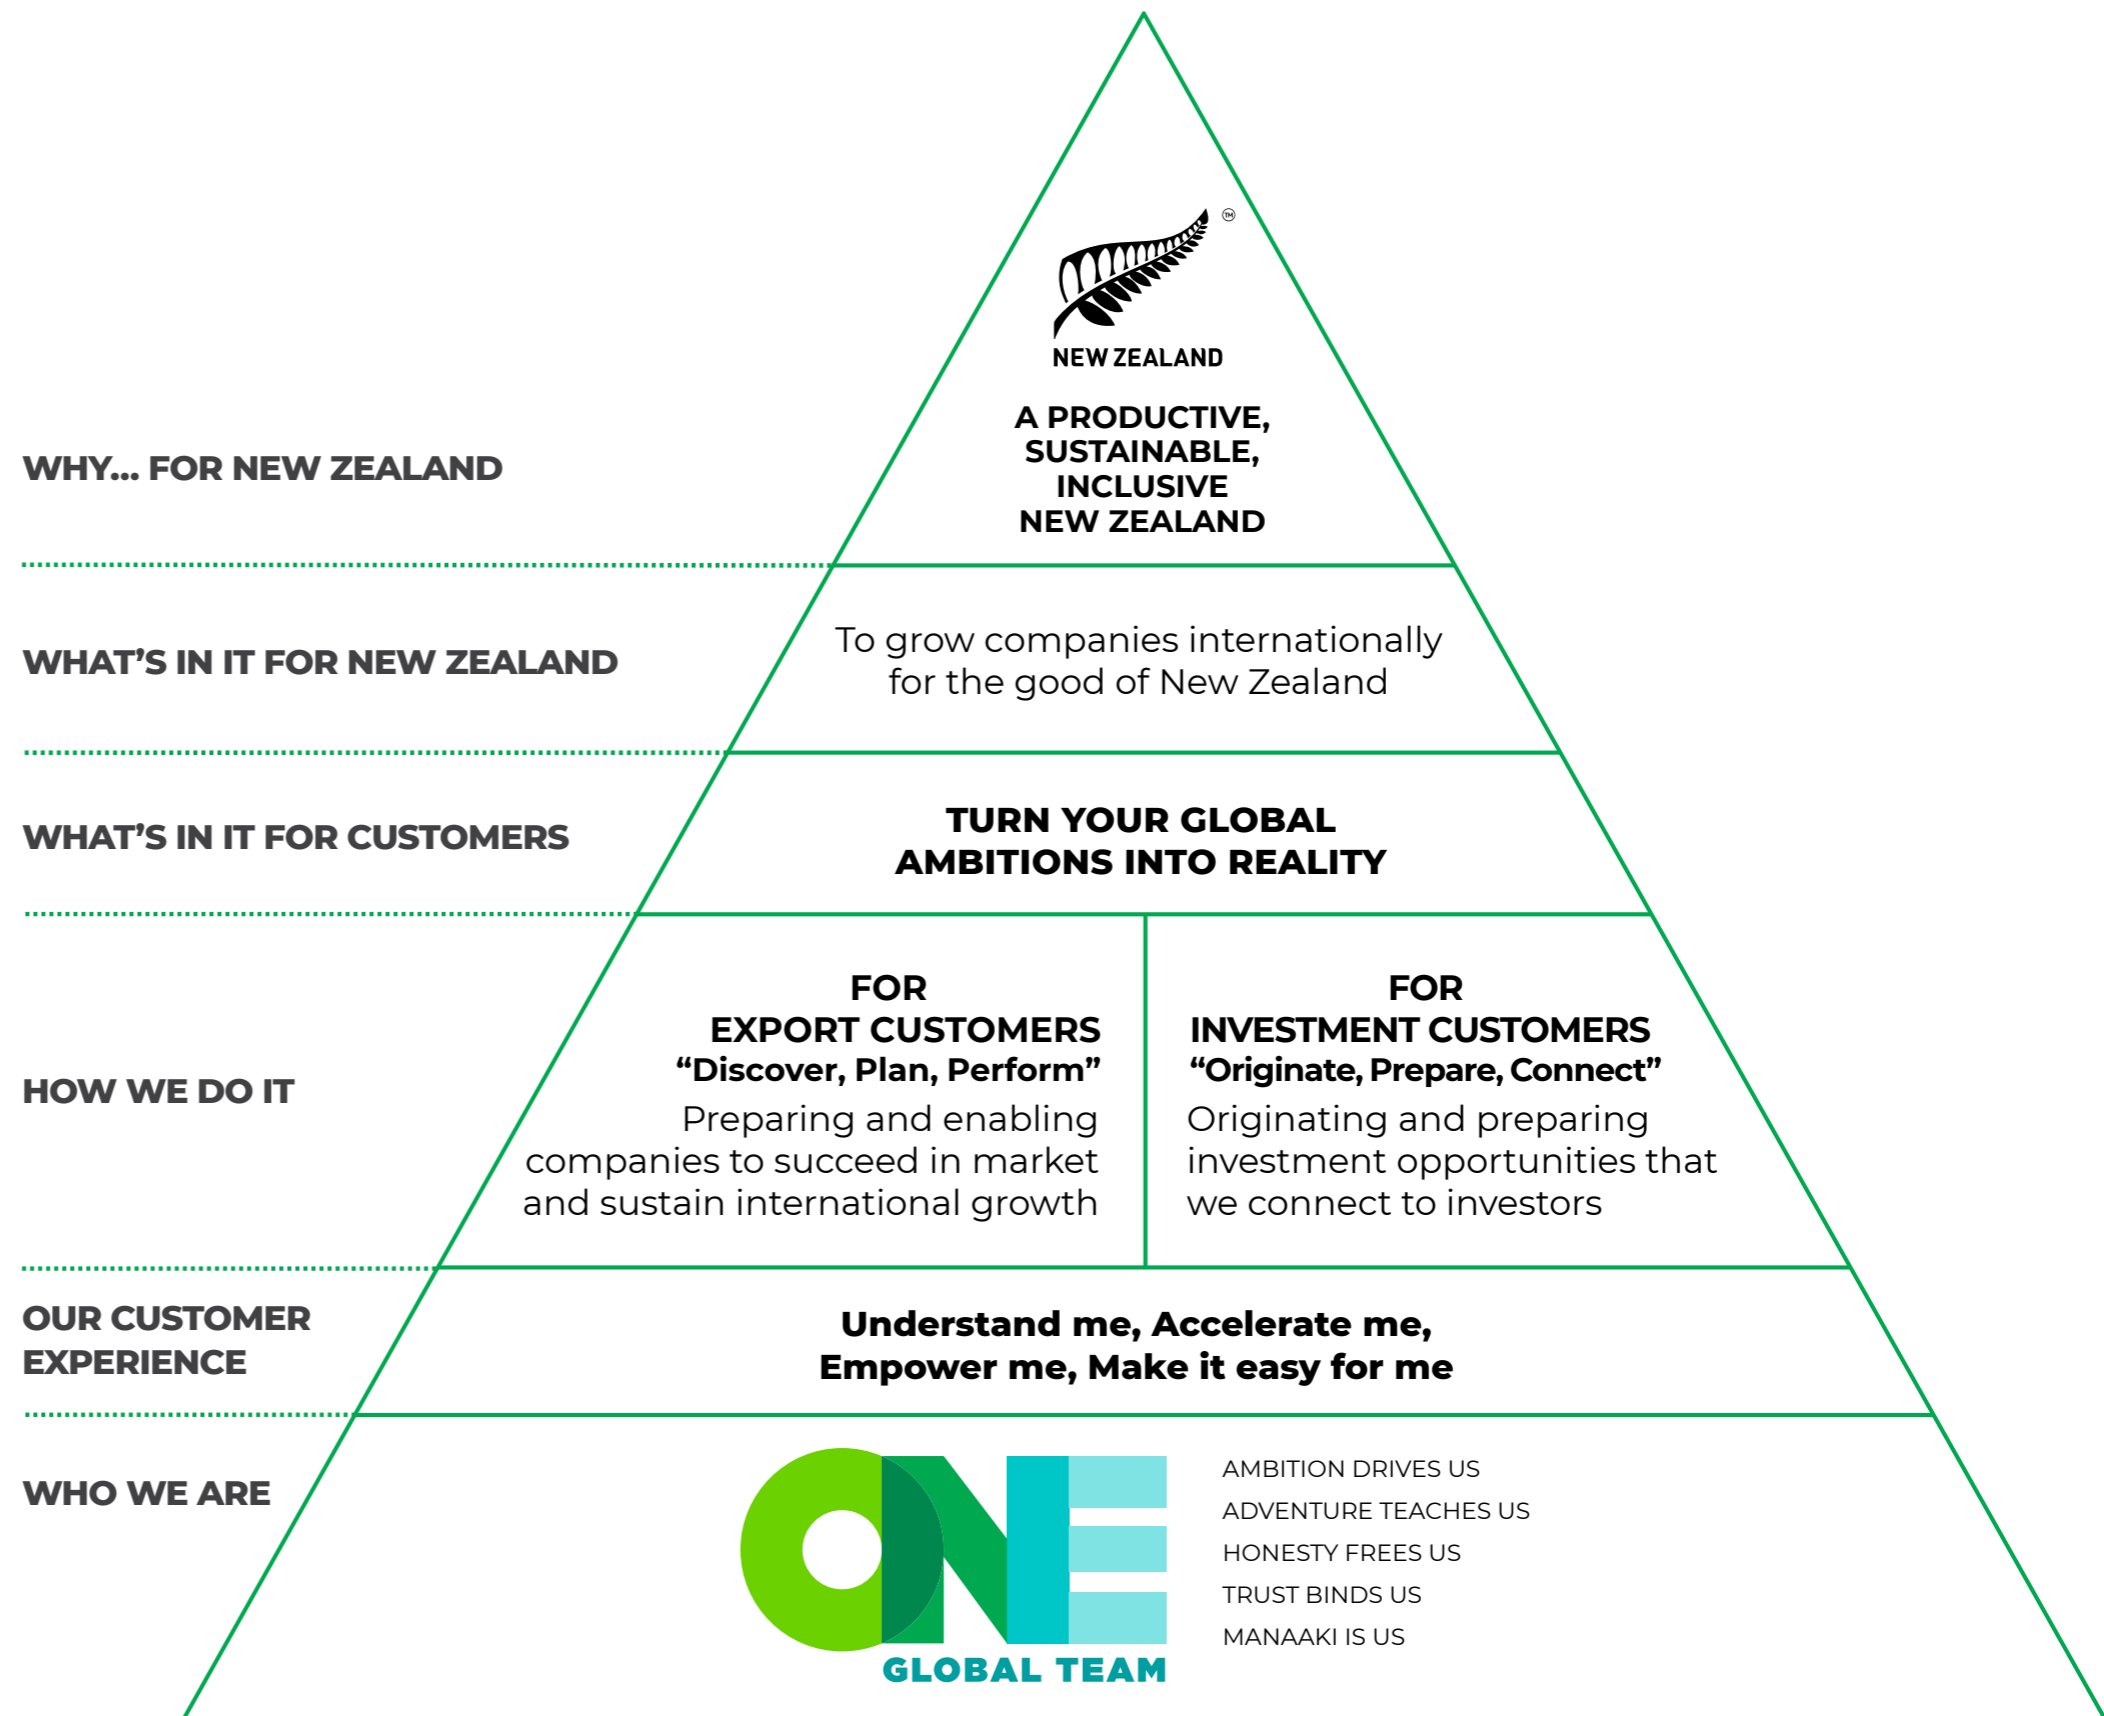 ™
NEW ZEALAND
WHY... FOR NEW ZEALAND
A PRODUCTIVE,
SUSTAINABLE,
INCLUSIVE
NEW ZEALAND
WHAT’S IN IT FOR NEW ZEALAND
To grow companies internationally
for the good of New Zealand
WHAT’S IN IT FOR CUSTOMERS
TURN YOUR GLOBAL
AMBITIONS INTO REALITY
HOW WE DO IT
FOR
EXPORT CUSTOMERS
“Discover, Plan, Perform”
Preparing and enabling
companies to succeed in market
and sustain international growth
FOR
INVESTMENT CUSTOMERS
“Originate, Prepare, Connect”
Originating and preparing
investment opportunities that
we connect to investors
OUR CUSTOMER
EXPERIENCE
Understand me, Accelerate me,
Empower me, Make it easy for me
WHO WE ARE
ONE
GLOBAL TEAM
AMBITION DRIVES US
ADVENTURE TEACHES US
HONESTY FREES US
TRUST BINDS US
MANAAKI IS US